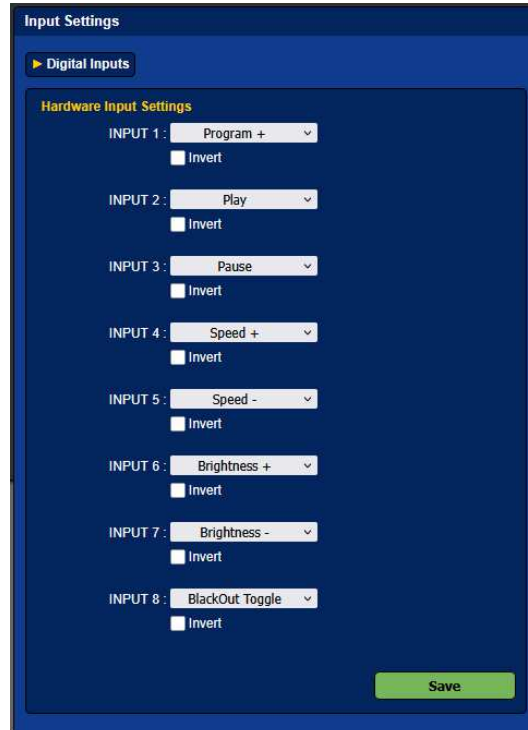 Input Settings
► Digital Inputs
Hardware Input Settings
INPUT 1 : Program +
Invert
INPUT 2 : Play
Invert
INPUT 3 : Pause
Invert
INPUT 4 : Speed +
Invert
INPUT 5 : Speed -
Invert
INPUT 6 : Brightness +
Invert
INPUT 7 : Brightness -
Invert
INPUT 8 : BlackOut Toggle
Invert
Save